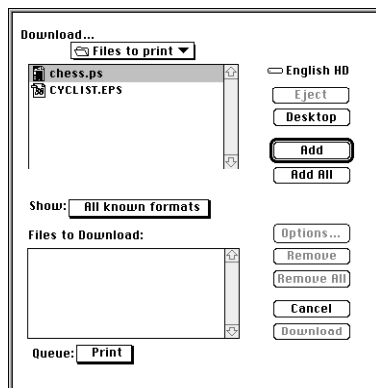 Download...
Files to print
chess.ps
CYCLIST.EPS
English HD
Eject
Desktop
Add
Add All
Show: All known formats
Files to Download:
Options...
Remove
Remove All
Cancel
Download
Queue: Print